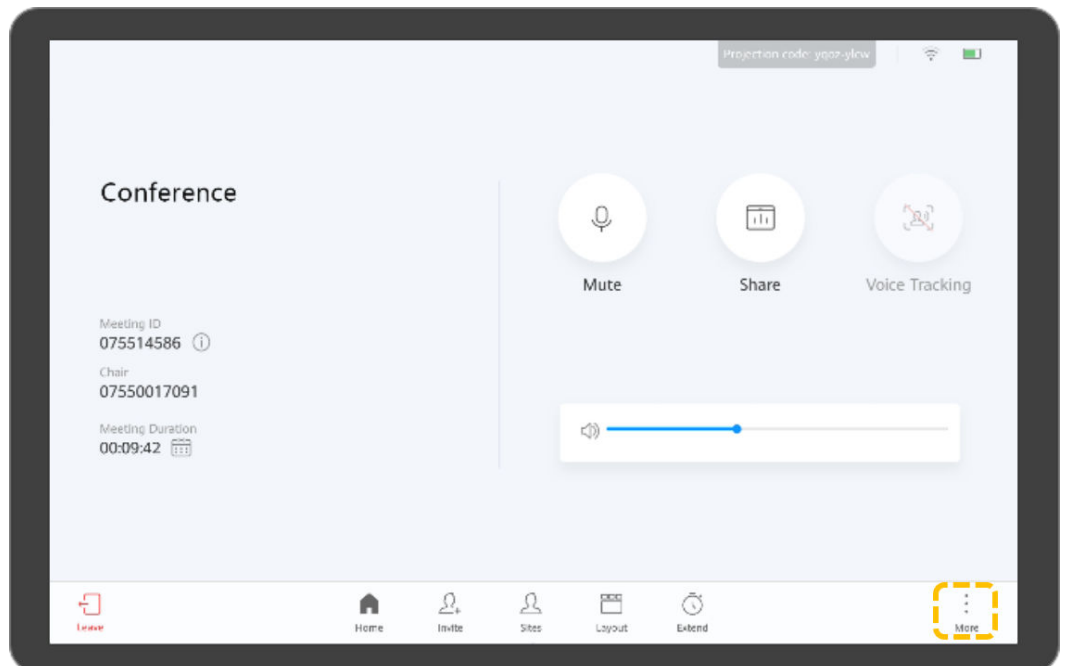 Projection code: yqoz-ylcw
Conference
Mute
Share
Voice Tracking
Meeting ID
075514586
Chair
07550017091
Meeting Duration
00:09:42
Leave
Home
Invite
Sites
Layout
Extend
More